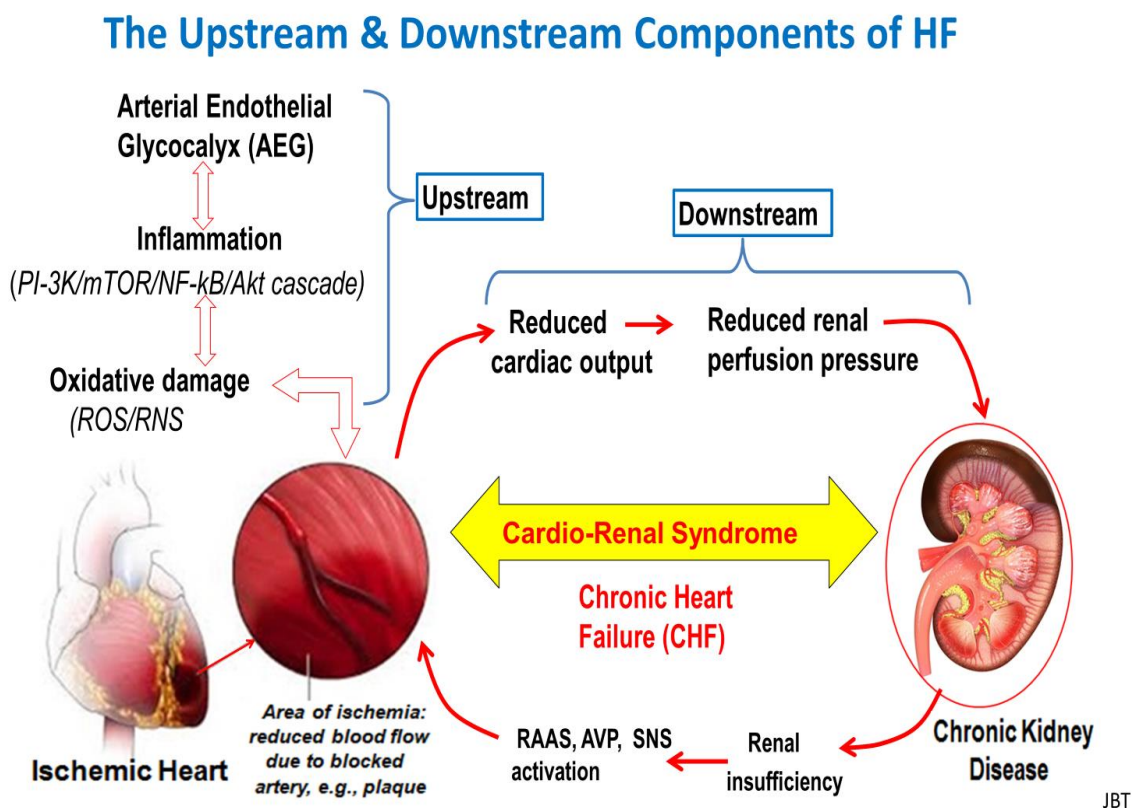 The Upstream & Downstream Components of HF
Arterial Endothelial
Glycocalyx (AEG)
Inflammation
(PI-3K/mTOR/NF-kB/Akt cascade)
Oxidative damage
(ROS/RNS
Upstream
Downstream
Reduced
cardiac output
Reduced renal
perfusion pressure
Cardio-Renal Syndrome
Chronic Heart
Failure (CHF)
Ischemic Heart
Area of ischemia:
reduced blood flow
due to blocked
artery, e.g., plaque
RAAS, AVP, SNS
activation
Renal
insufficiency
Chronic Kidney
Disease
JBT